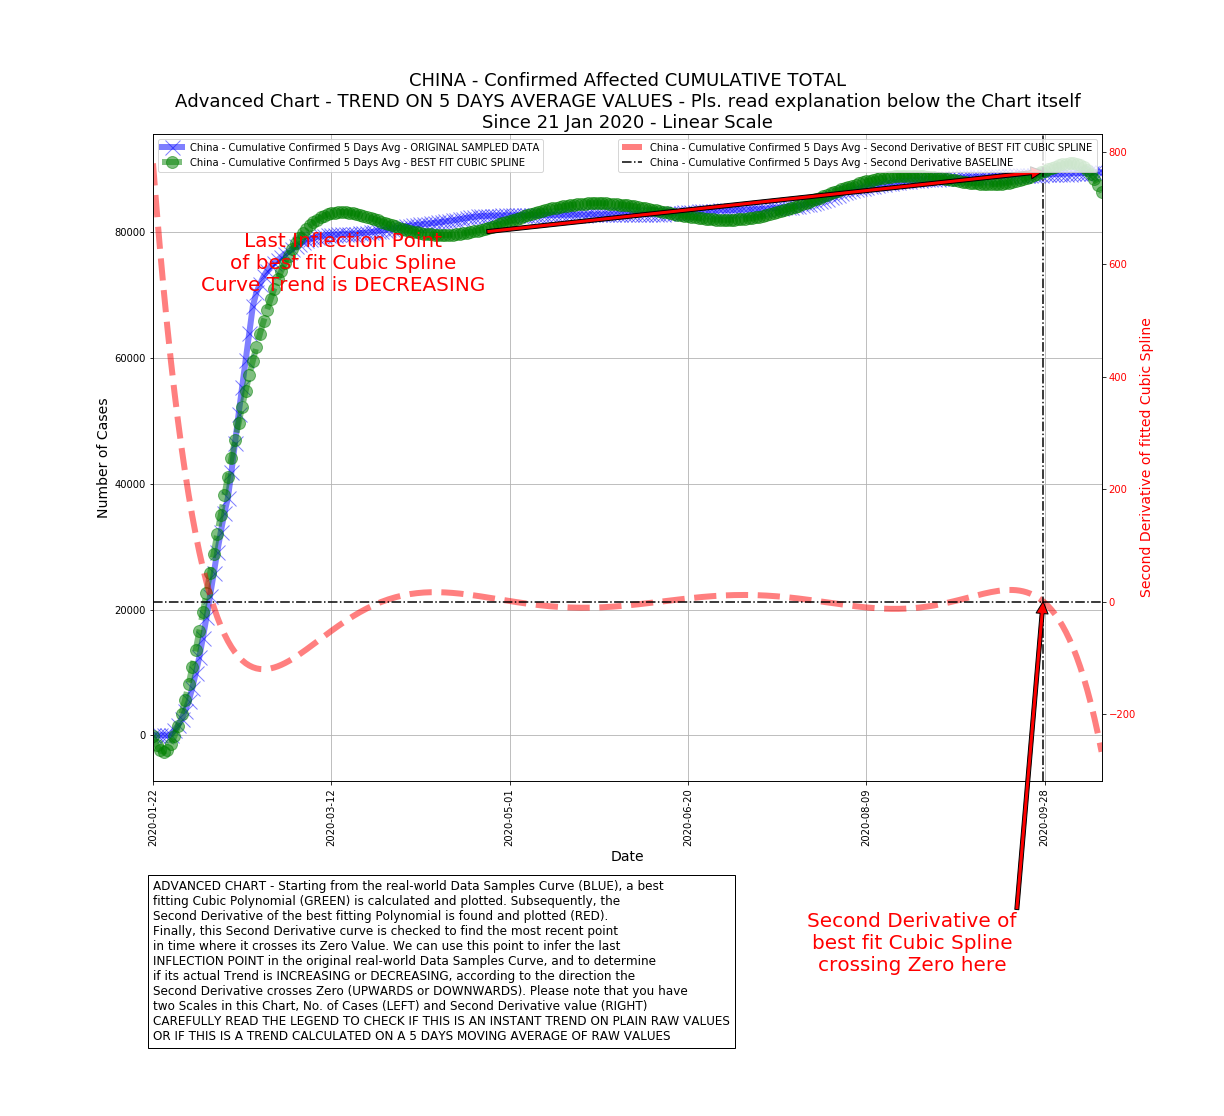 CHINA - Confirmed Affected CUMULATIVE TOTAL
Advanced Chart - TREND ON 5 DAYS AVERAGE VALUES - Pls. read explanation below the Chart itself
Since 21 Jan 2020 - Linear Scale
China - Cumulative Confirmed 5 Days Avg - ORIGINAL SAMPLED DATA
China - Cumulative Confirmed 5 Days Avg - BEST FIT CUBIC SPLINE
China - Cumulative Confirmed 5 Days Avg - Second Derivative of BEST FIT CUBIC SPLINE
China - Cumulative Confirmed 5 Days Avg - Second Derivative BASELINE
Number of Cases
80000
60000
40000
20000
0
Last Inflection Point
of best fit Cubic Spline
Curve Trend is DECREASING
800
600
400
200
0
−200
Second Derivative of fitted Cubic Spline
2020-01-22
2020-03-12
2020-05-01
2020-06-20
2020-08-09
2020-09-28
Date
ADVANCED CHART - Starting from the real-world Data Samples Curve (BLUE), a best
fitting Cubic Polynomial (GREEN) is calculated and plotted. Subsequently, the
Second Derivative of the best fitting Polynomial is found and plotted (RED).
Finally, this Second Derivative curve is checked to find the most recent point
in time where it crosses its Zero Value. We can use this point to infer the last
INFLECTION POINT in the original real-world Data Samples Curve, and to determine
if its actual Trend is INCREASING or DECREASING, according to the direction the
Second Derivative crosses Zero (UPWARDS or DOWNWARDS). Please note that you have
two Scales in this Chart, No. of Cases (LEFT) and Second Derivative value (RIGHT)
CAREFULLY READ THE LEGEND TO CHECK IF THIS IS AN INSTANT TREND ON PLAIN RAW VALUES
OR IF THIS IS A TREND CALCULATED ON A 5 DAYS MOVING AVERAGE OF RAW VALUES
Second Derivative of
best fit Cubic Spline
crossing Zero here